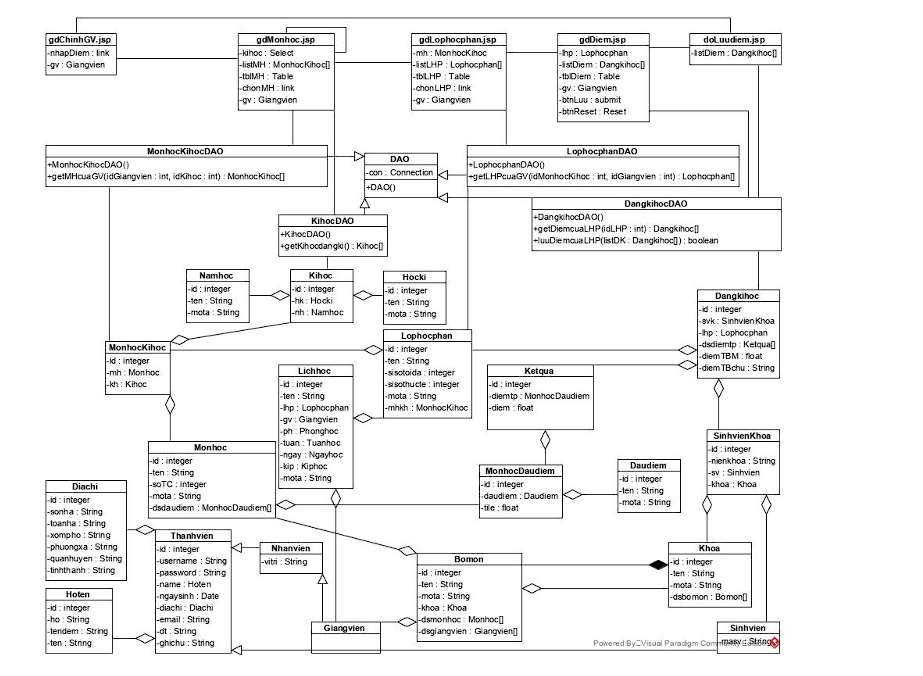 gdChinhGV.jsp
-nhapDiem : link
-gv : Giangvien
gdMonhoc.jsp
-kihoc : Select
-listMH : MonhocKihoc[]
-tblMH : Table
-chonMH : link
-gv : Giangvien
gdLophocphan.jsp
-mh : MonhocKihoc
-listLHP : Lophocphan[]
-tblLHP : Table
-chonLHP : link
-gv : Giangvien
gdDiem.jsp
-lhp : Lophocphan
-listDiem : Dangkihoc[]
-tblDiem : Table
-gv : Giangvien
-btnLuu : submit
-btnReset : Reset
doLuudiem.jsp
-listDiem : Dangkihoc[]
MonhocKihocDAO
+MonhocKihocDAO()
+getMHcuaGV(idGiangvien : int, idKihoc : int) : MonhocKihoc[]
DAO
-con : Connection
+DAO()
LophocphanDAO
+LophocphanDAO()
+getLHPcuaGV(idMonhocKihoc : int, idGiangvien : int) : Lophocphan[]
DangkihocDAO
+DangkihocDAO()
+getDiemcuaLHP(idLHP : int) : Dangkihoc[]
+luuDiemcuaLHP(listDK : Dangkihoc[]) : boolean
KihocDAO
+KihocDAO()
+getKihocdangki() : Kihoc[]
Namhoc
-id : integer
-ten : String
-mota : String
Kihoc
-id : integer
-hk : Hocki
-nh : Namhoc
Hocki
-id : integer
-ten : String
-mota : String
Dangkihoc
-id : integer
-svk : SinhvienKhoa
-lhp : Lophocphan
-dsdiemtp : Ketqua[]
-diemTBM : float
-diemTBchu : String
MonhocKihoc
-id : integer
-mh : Monhoc
-kh : Kihoc
Lophocphan
-id : integer
-ten : String
-sisotoida : integer
-sisothucte : integer
-mota : String
-mhkh : MonhocKihoc
Lichhoc
-id : integer
-ten : String
-lhp : Lophocphan
-gv : Giangvien
-ph : Phonghoc
-tuan : Tuanhoc
-ngay : Ngayhoc
-kip : Kiphoc
-mota : String
Ketqua
-id : integer
-diemtp : MonhocDaudiem
-diem : float
SinhvienKhoa
-id : integer
-nienkhoa : String
-sv : Sinhvien
-khoa : Khoa
Monhoc
-id : integer
-ten : String
-soTC : integer
-mota : String
-dsdaudiem : MonhocDaudiem[]
MonhocDaudiem
-id : integer
-daudiem : Daudiem
-tile : float
Daudiem
-id : integer
-ten : String
-mota : String
Diachi
-id : integer
-sonha : String
-toanha : String
-xompho : String
-phuongxa : String
-quanhuyen : String
-tinhthanh : String
Thanhvien
-id : integer
-username : String
-password : String
-name : Hoten
-ngaysinh : Date
-diachi : Diachi
-email : String
-dt : String
-ghichu : String
Nhanvien
-vitri : String
Bomon
-id : integer
-ten : String
-mota : String
-khoa : Khoa
-dsmonhoc : Monhoc[]
-dsgiangvien : Giangvien[]
Khoa
-id : integer
-ten : String
-mota : String
-dsbomon : Bomon[]
Hoten
-id : integer
-ho : String
-tendem : String
-ten : String
Giangvien
Sinhvien
-masv : String
Powered By Visual Paradigm Community Edition